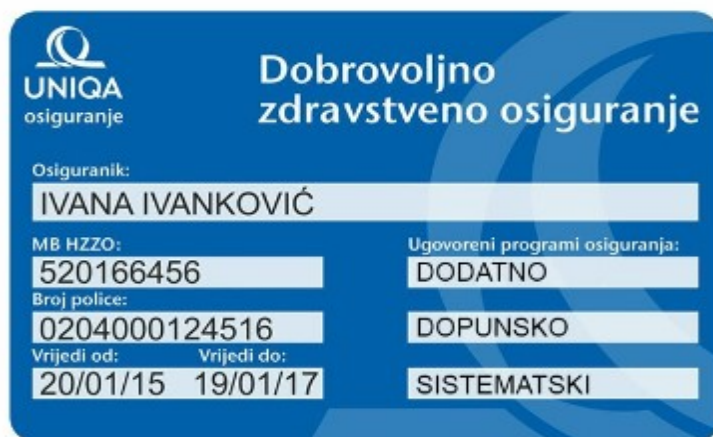 UNIQA
osiguranje
Dobrovoljno
zdravstveno osiguranje
Osiguranik:
IVANA IVANKOVIĆ
MB HZZO:
520166456
Broj police:
0204000124516
Vrijedi od: Vrijedi do:
20/01/15 19/01/17
Ugovoreni programi osiguranja:
DODATNO
DOPUNSKO
SISTEMATSKI